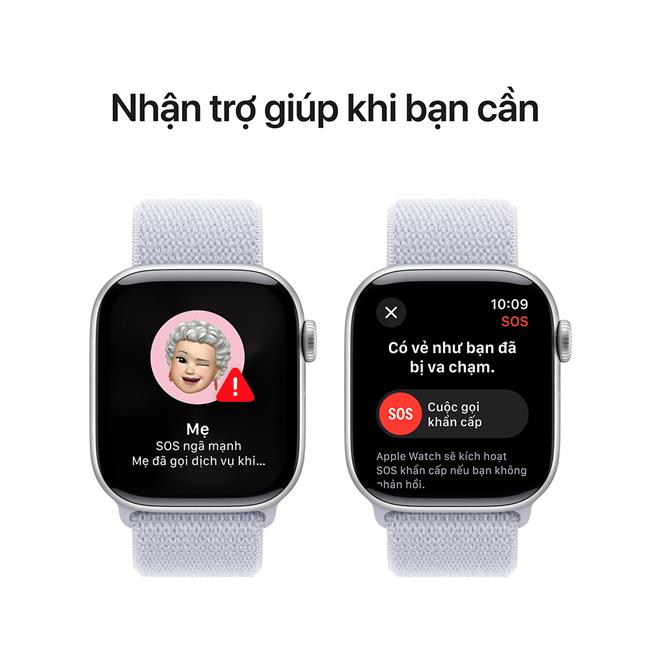 Nhận trợ giúp khi bạn cần
Mẹ
SOS ngã mạnh
Mẹ đã gọi dịch vụ khi...
10:09
SOS
Có vẻ như bạn đã
bị va chạm.
SOS
Cuộc gọi
khẩn cấp
Apple Watch sẽ kích hoạt
SOS khẩn cấp nếu bạn không
phản hồi.